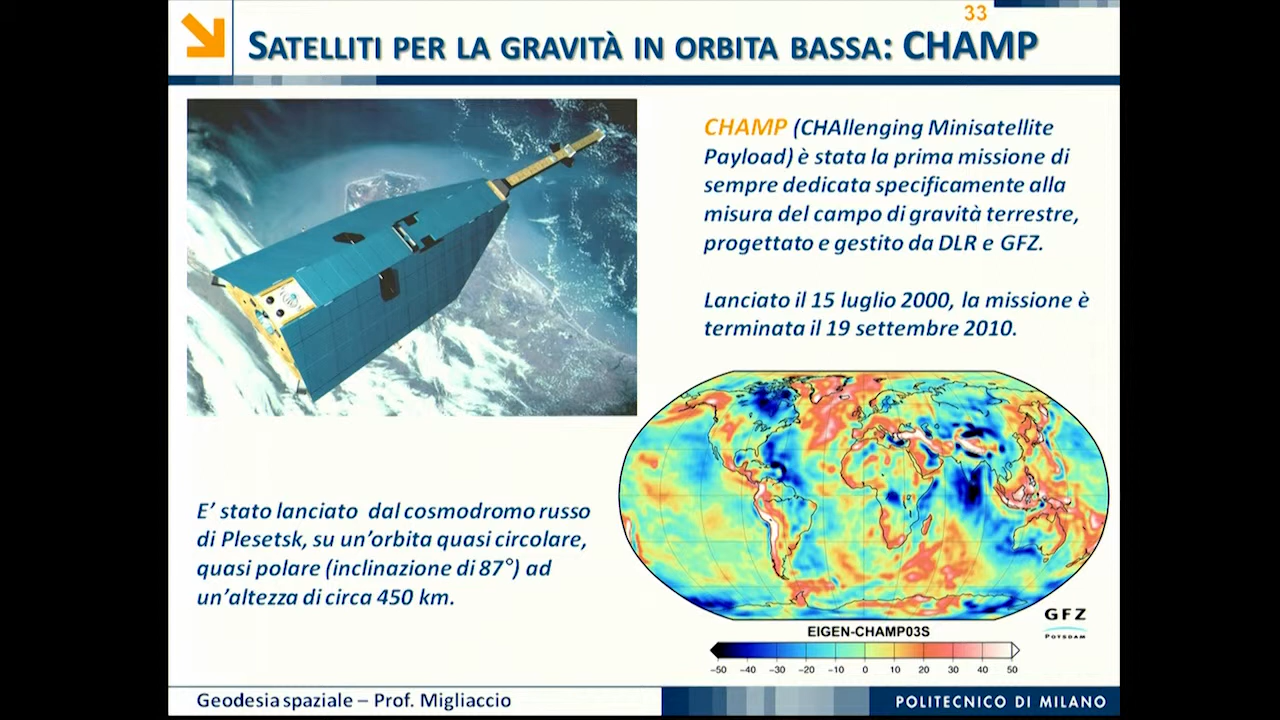 33
SATELLITI PER LA GRAVITÀ IN ORBITA BASSA: CHAMP
CHAMP (CHAllenging Minisatellite
Payload) è stata la prima missione di
sempre dedicata specificamente alla
misura del campo di gravità terrestre,
progettato e gestito da DLR e GFZ.
Lanciato il 15 luglio 2000, la missione è
terminata il 19 settembre 2010.
E’ stato lanciato dal cosmodromo russo
di Plesetsk, su un’orbita quasi circolare,
quasi polare (inclinazione di 87°) ad
un’altezza di circa 450 km.
GFZ
POTSDAM
EIGEN-CHAMP03S
−50 −40 −30 −20 −10 0 10 20 30 40 50
Geodesia spaziale – Prof. Migliaccio
POLITECNICO DI MILANO